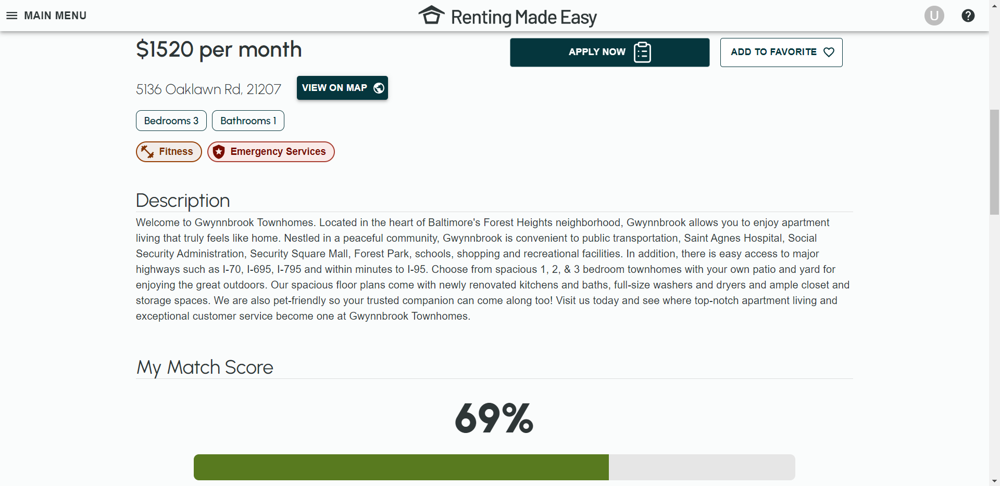 MAIN MENU
Renting Made Easy
U
?
$1520 per month
APPLY NOW
ADD TO FAVORITE
5136 Oaklawn Rd, 21207
VIEW ON MAP
Bedrooms 3
Bathrooms 1
Fitness
Emergency Services
Description
Welcome to Gwynnbrook Townhomes. Located in the heart of Baltimore's Forest Heights neighborhood, Gwynnbrook allows you to enjoy apartment
living that truly feels like home. Nestled in a peaceful community, Gwynnbrook is convenient to public transportation, Saint Agnes Hospital, Social
Security Administration, Security Square Mall, Forest Park, schools, shopping and recreational facilities. In addition, there is easy access to major
highways such as I-70, I-695, I-795 and within minutes to I-95. Choose from spacious 1, 2, & 3 bedroom townhomes with your own patio and yard for
enjoying the great outdoors. Our spacious floor plans come with newly renovated kitchens and baths, full-size washers and dryers and ample closet and
storage spaces. We are also pet-friendly so your trusted companion can come along too! Visit us today and see where top-notch apartment living and
exceptional customer service become one at Gwynnbrook Townhomes.
My Match Score
69%